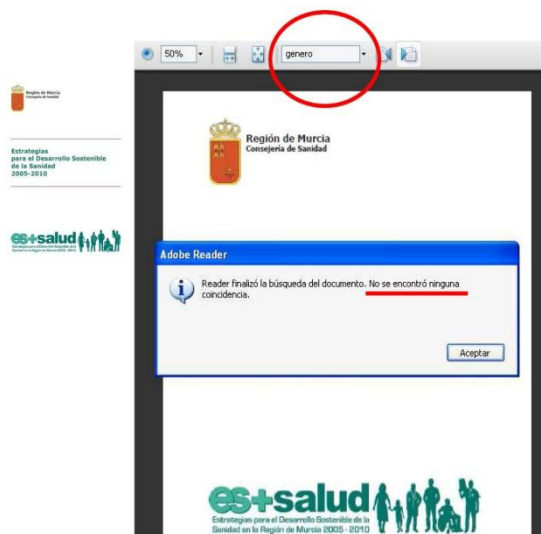 50%
genero
Región de Murcia
Consejería de Sanidad
Estrategias
para el Desarrollo Sostenible
de la Sanidad
2005-2010
es+salud
Región de Murcia
Consejería de Sanidad
Adobe Reader
Reader finalizó la búsqueda del documento. No se encontró ninguna
coincidencia.
Aceptar
es+salud
Estrategias para el Desarrollo Sostenible de la
Sanidad en la Región de Murcia 2005 - 2010